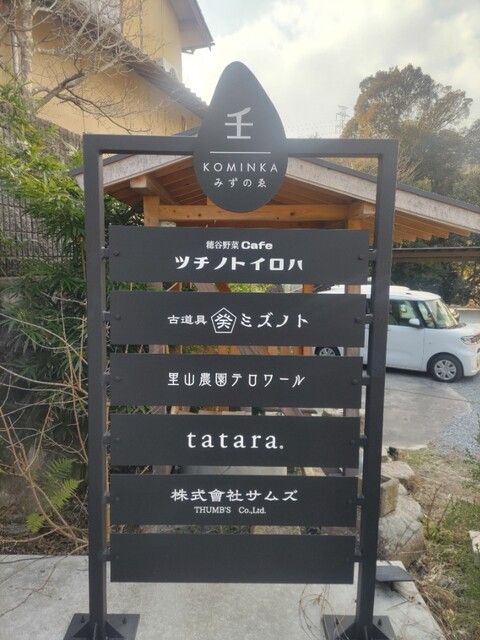 壬
KOMINKA
みずのゑ
穂谷野菜Cafe
ツチノトイロハ
古道具 癸 ミズノト
里山農園テロワール
tatara.
株式會社サムズ
THUMB'S Co.,Ltd.